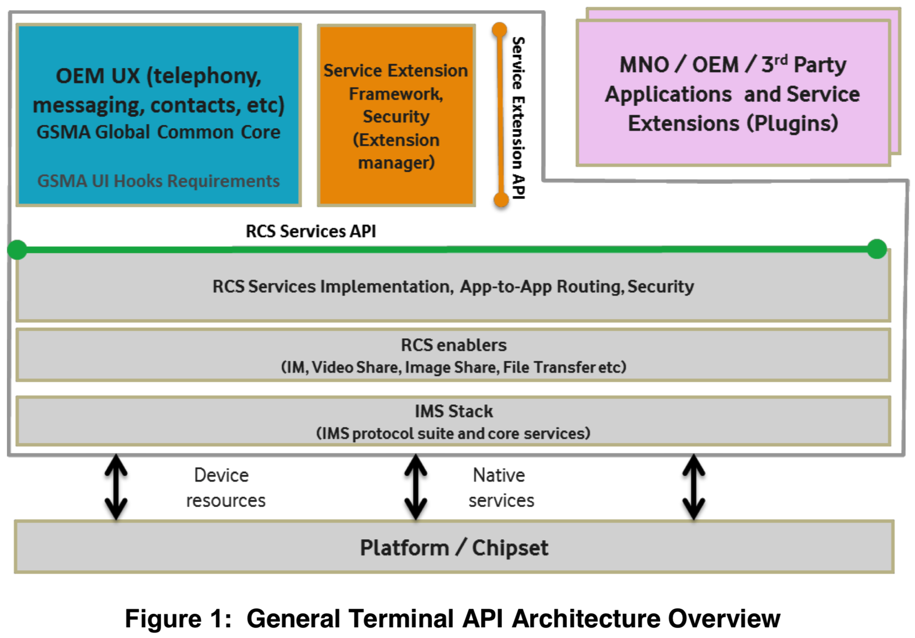 OEM UX (telephony,
messaging, contacts, etc)
GSMA Global Common Core
GSMA UI Hooks Requirements
Service Extension
Framework,
Security
(Extension
manager)
Service Extension API
MNO / OEM / 3rd Party
Applications and Service
Extensions (Plugins)
RCS Services API
RCS Services Implementation, App-to-App Routing, Security
RCS enablers
(IM, Video Share, Image Share, File Transfer etc)
IMS Stack
(IMS protocol suite and core services)
Device
resources
Native
services
Platform / Chipset
Figure 1: General Terminal API Architecture Overview